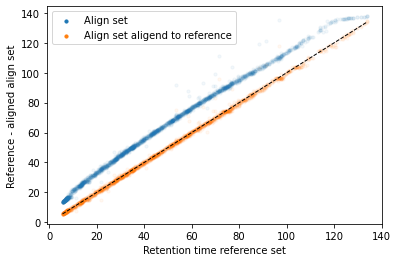 Align set
Align set aligend to reference
Reference - aligned align set
140
120
100
80
60
40
20
0
0 20 40 60 80 100 120 140
Retention time reference set